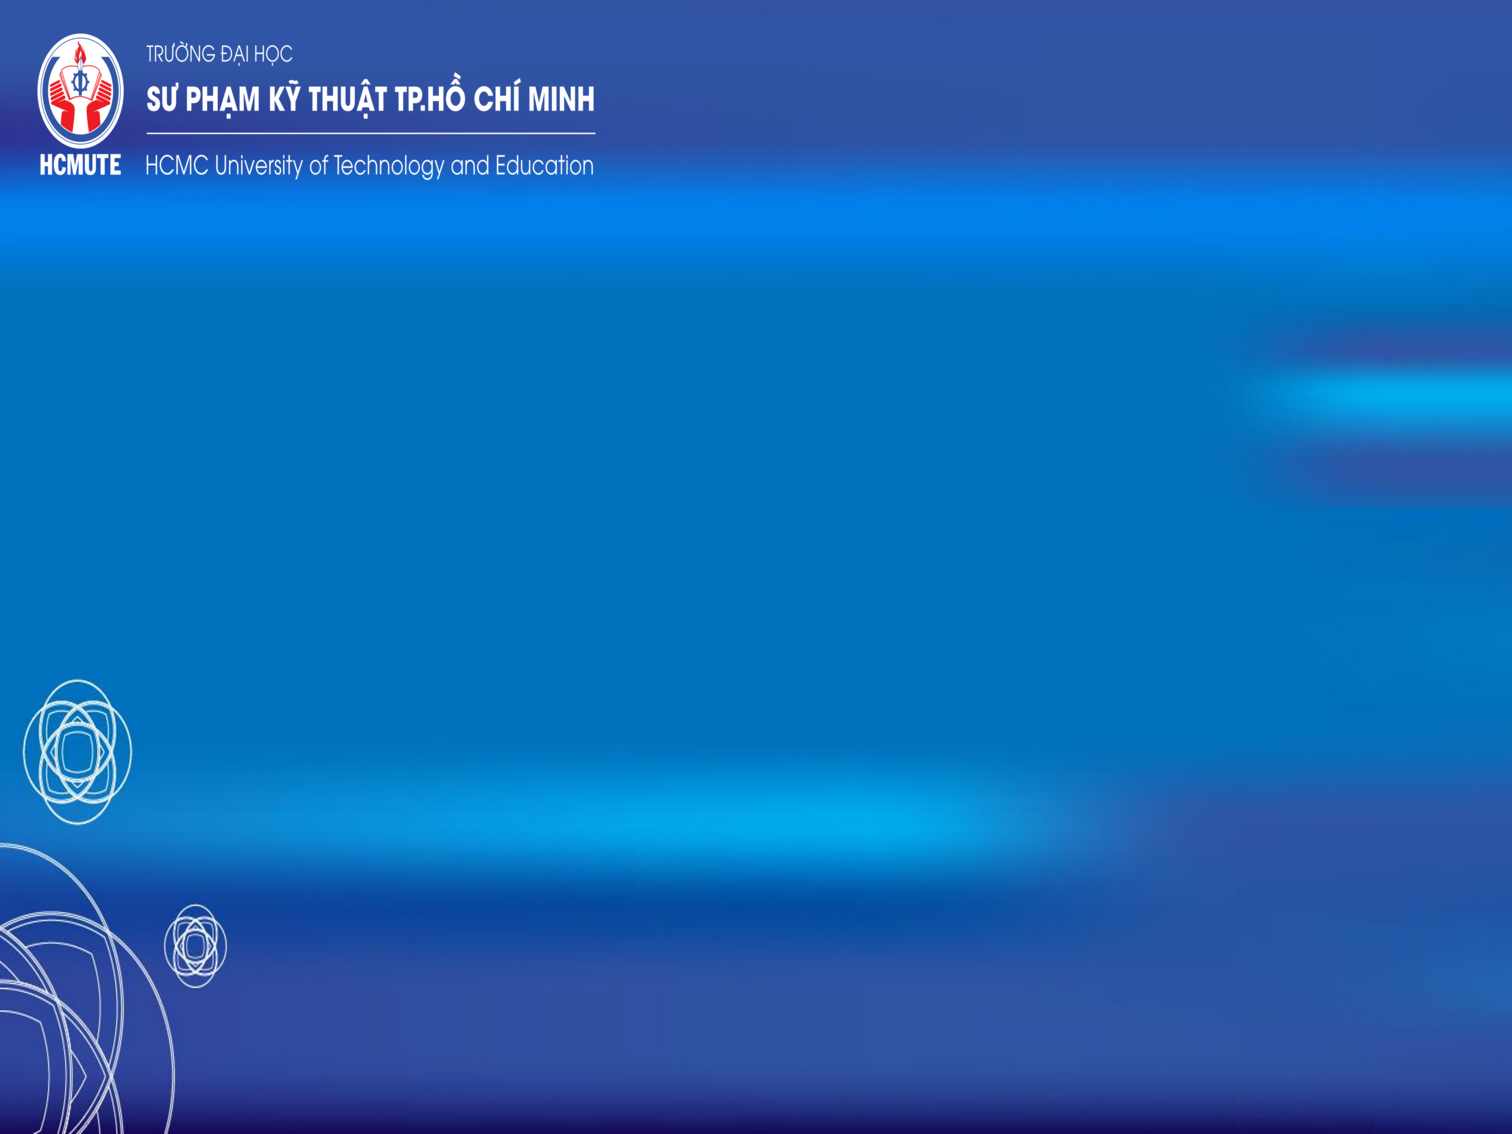 TRƯỜNG ĐẠI HỌC
SƯ PHẠM KỸ THUẬT TP.HỒ CHÍ MINH
HCMUTE
HCMC University of Technology and Education